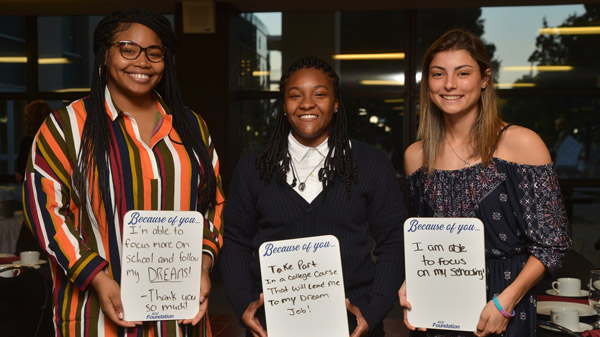 Because of you...
I'm able to
focus more on
school and
follow my
DREAMS!
- Thank you
so much!
Foundation
Because of you...
Take Part
In a College Course
That will Lead Me
To my Dream
Job!
Because of you...
I am able
to focus
on my Schooling!
Foundation